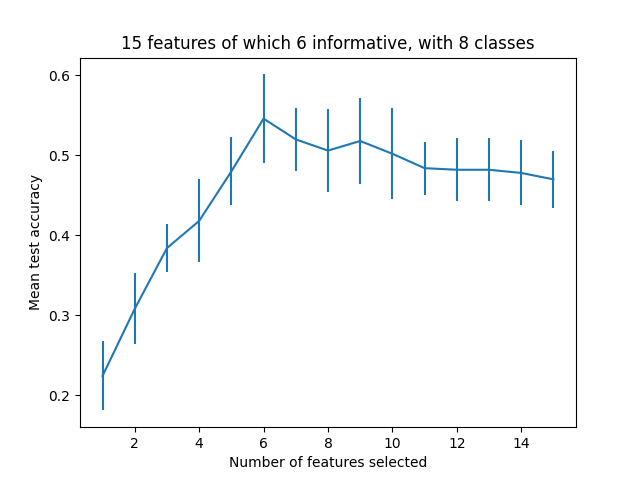 15 features of which 6 informative, with 8 classes
0.6
0.5
0.4
0.3
0.2
Mean test accuracy
2 4 6 8 10 12 14
Number of features selected